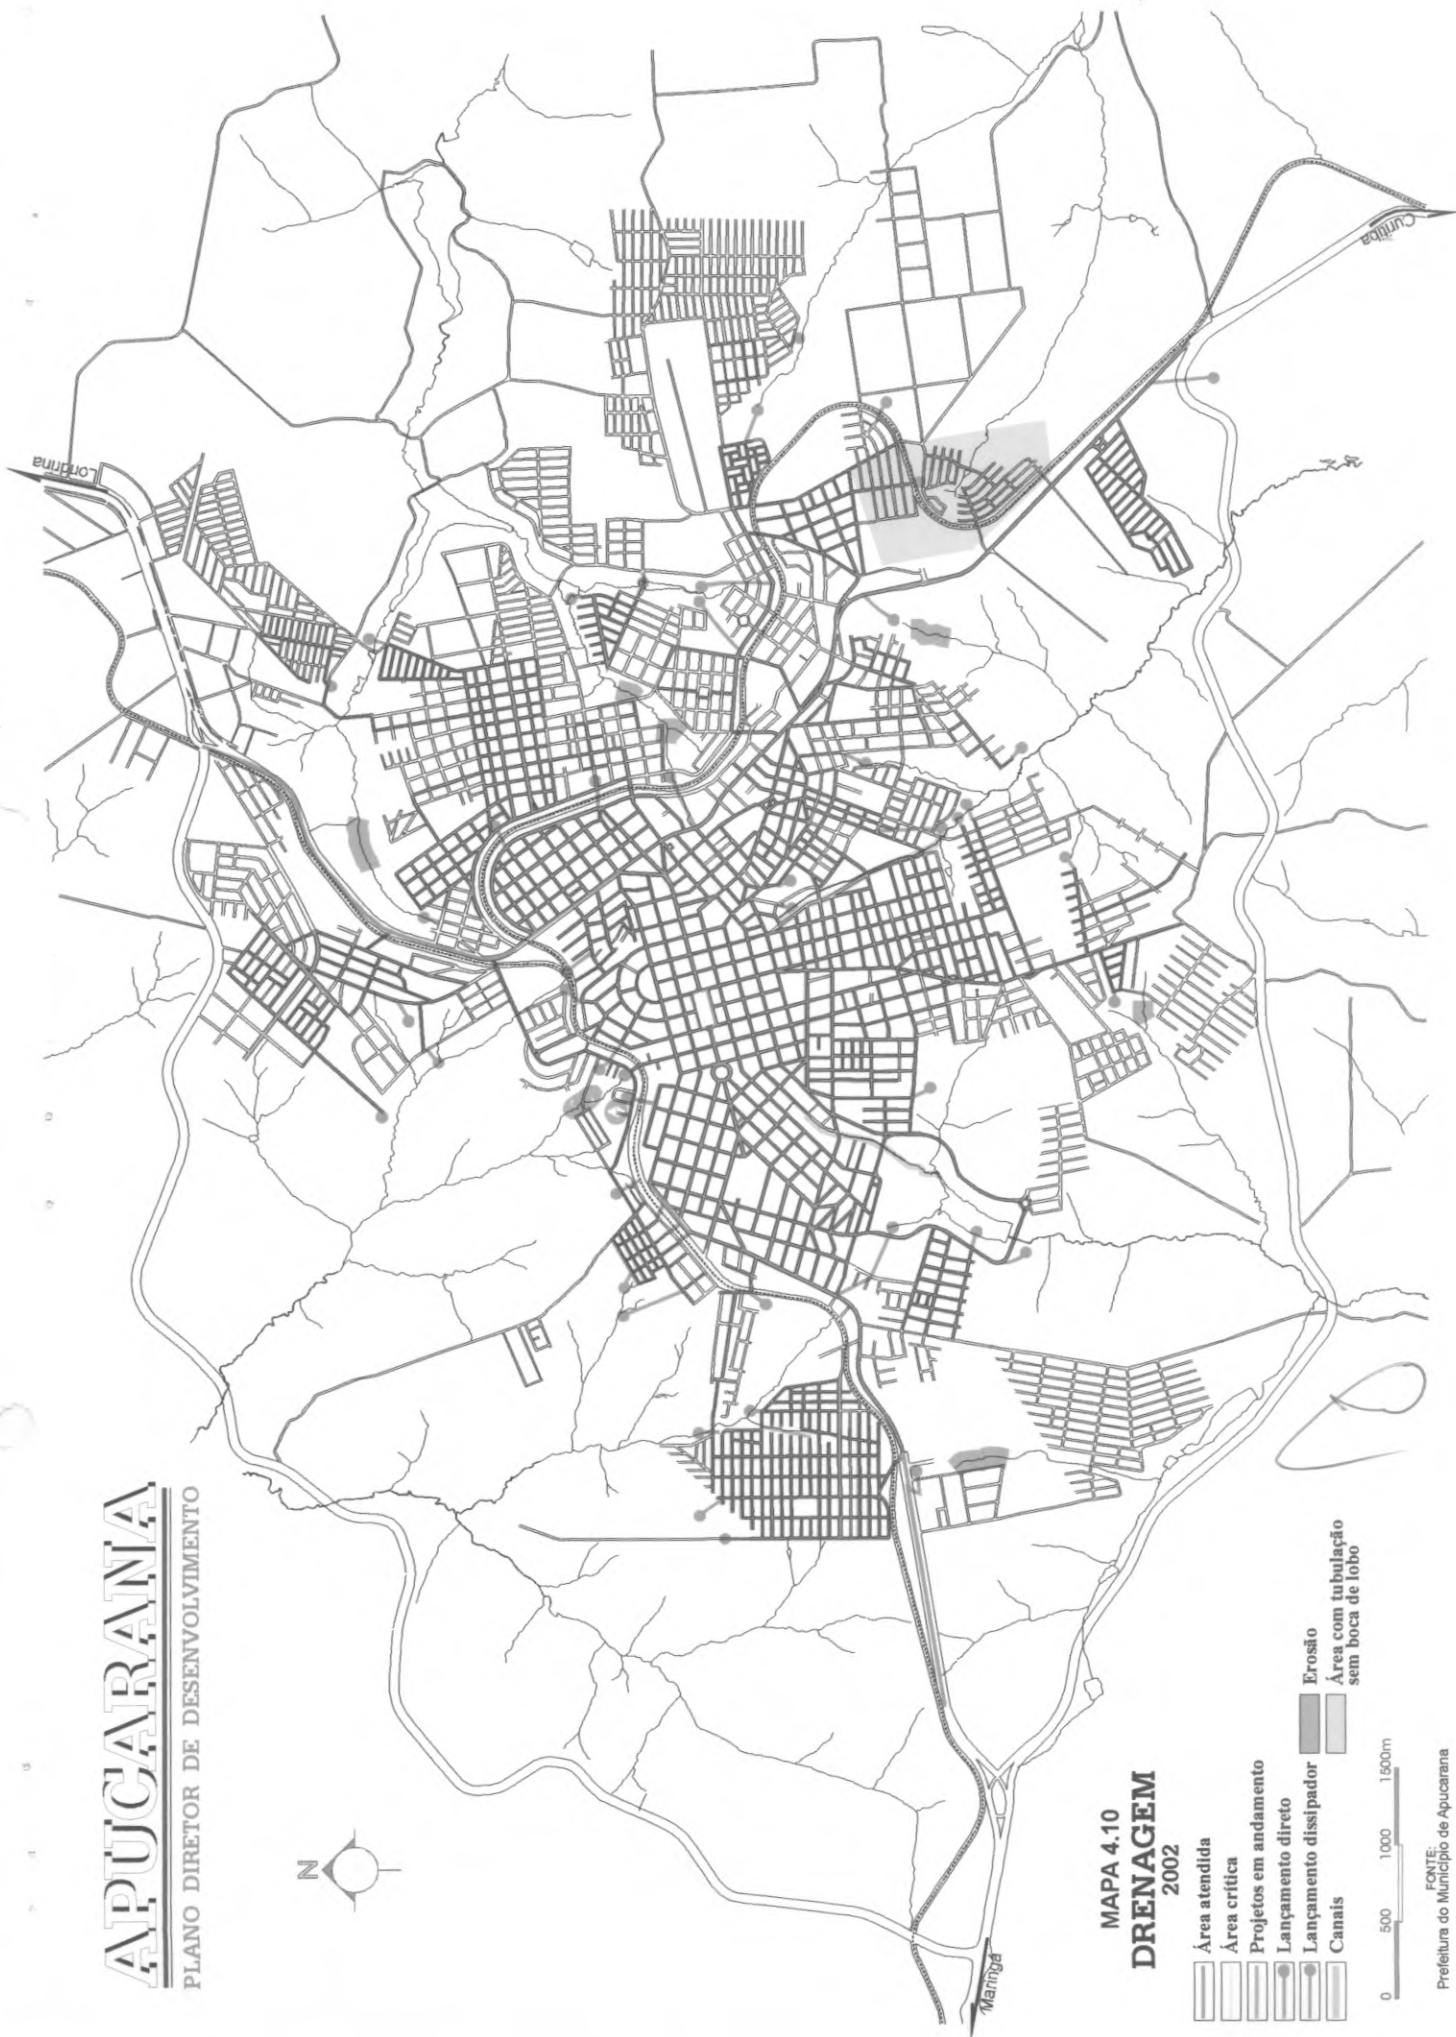 APUCARANA
PLANO DIRETOR DE DESENVOLVIMENTO
N
Londrina
Curitiba
Maringá
MAPA 4.10
DRENAGEM
2002
Área atendida
Área crítica
Projetos em andamento
Lançamento direto
Lançamento dissipador
Canais
Erosão
Área com tubulação
sem boca de lobo
0 500 1000 1500m
FONTE:
Prefeitura do Município de Apucarana